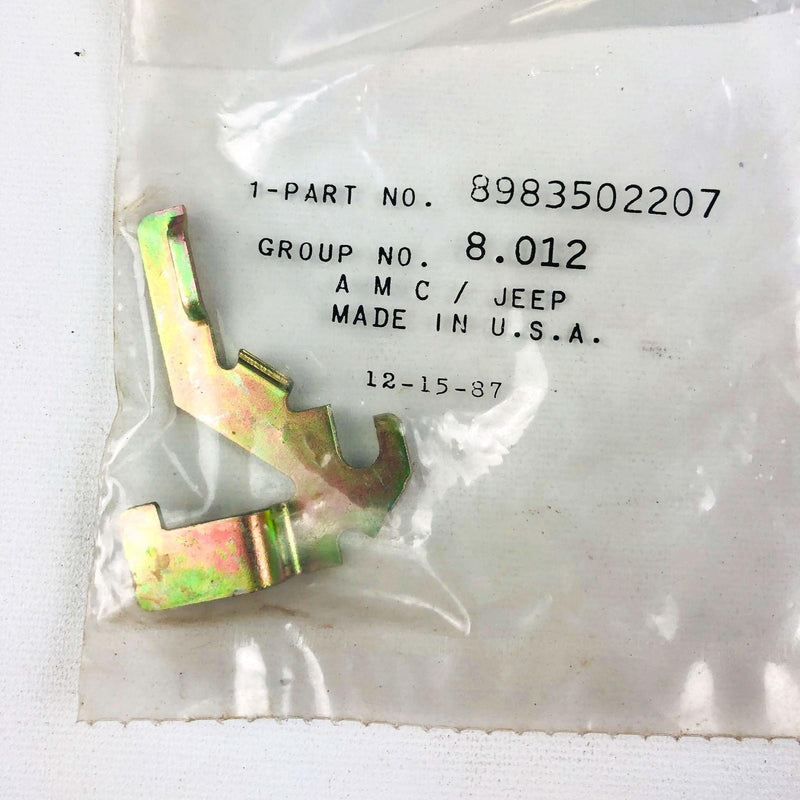 1-PART NO. 8983502207
GROUP NO. 8.012
A M C / JEEP
MADE IN U.S.A.
12-15-87